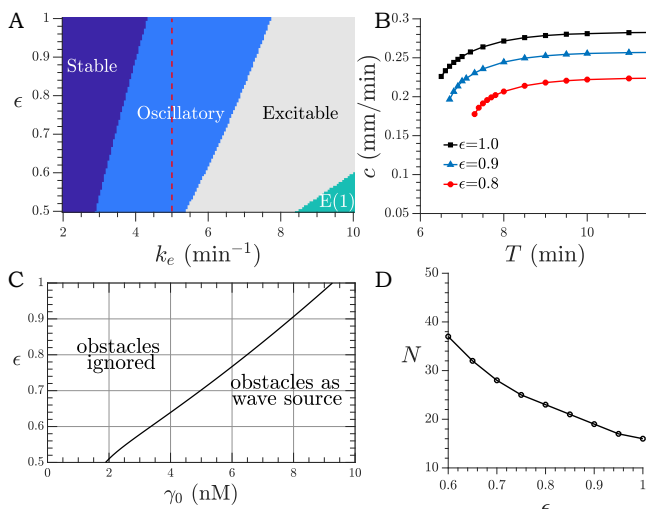 A
1
0.9
0.8
0.7
0.6
0.5
ϵ
Stable
Oscillatory
Excitable
E(1)
2
4
6
8
10
k_e (min⁻¹)
B
0.3
0.25
0.2
0.15
0.1
0.05
c (mm/min)
ϵ=1.0
ϵ=0.9
ϵ=0.8
6
8
10
T (min)
C
1
0.9
0.8
0.7
0.6
0.5
ϵ
obstacles
ignored
obstacles as
wave source
0
2
4
6
8
10
γ₀ (nM)
D
50
40
30
20
10
N
0.6
0.7
0.8
0.9
1
ϵ